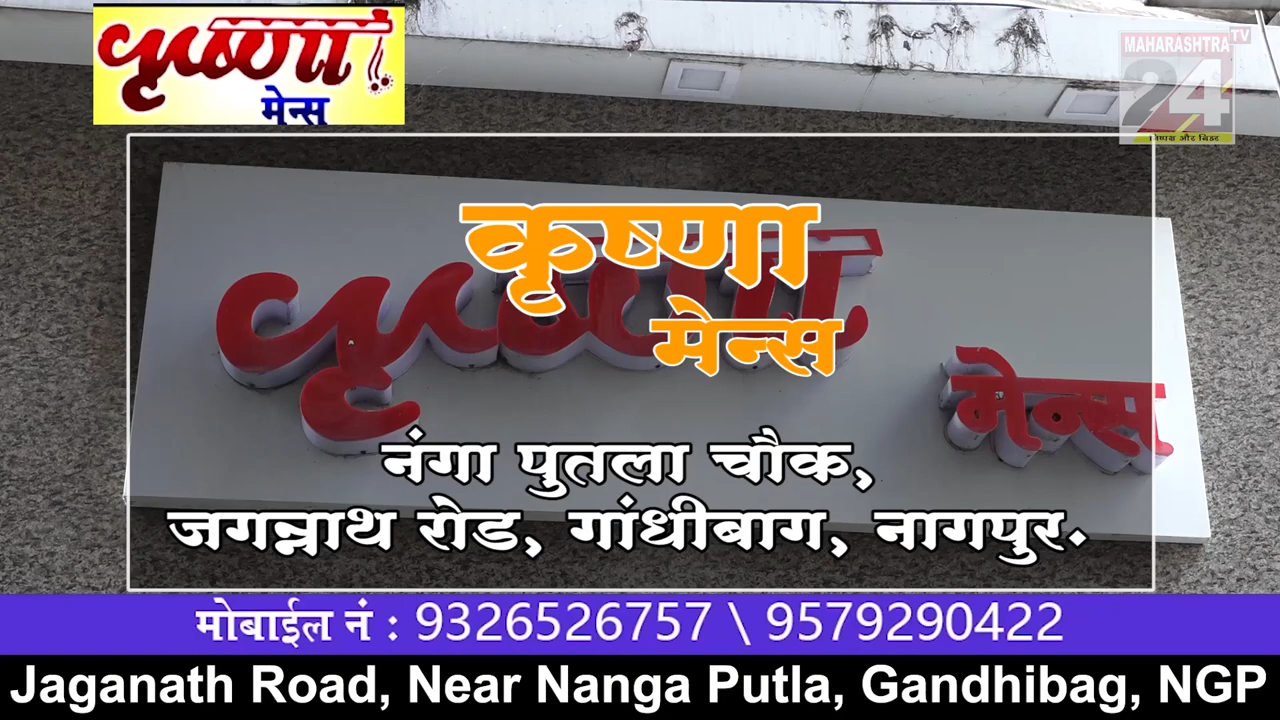 कृष्णा
मेन्स
MAHARASHTRA
TV
24
कृष्णा
मेन्स
कृष्णा
मेन्स
नंगा पुतला चौक,
जगन्नाथ रोड, गांधीबाग, नागपुर.
मोबाईल नं : 9326526757 \ 9579290422
Jaganath Road, Near Nanga Putla, Gandhibag, NGP